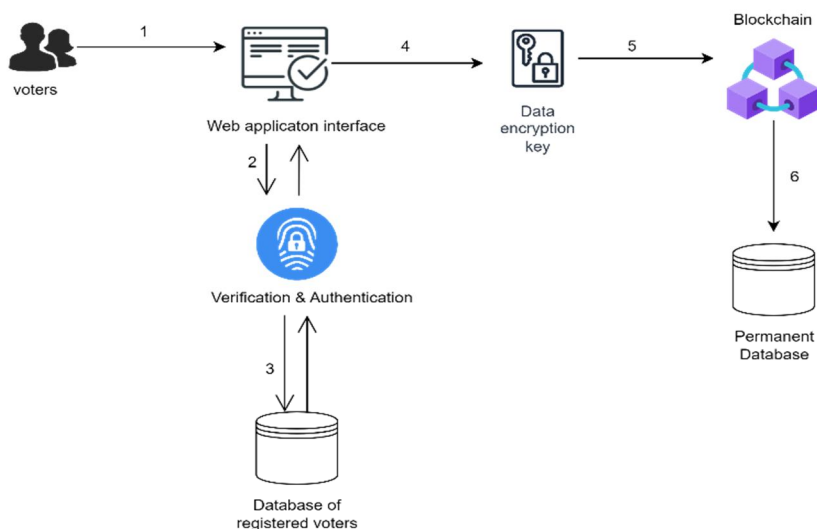 1
voters
Web applicaton interface
4
Data
encryption
key
5
Blockchain
2
Verification & Authentication
3
Database of
registered voters
6
Permanent
Database